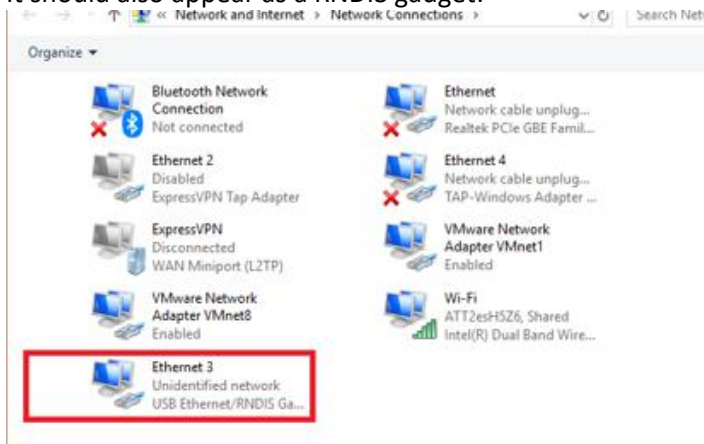 it should also appear as a RNDIS gadget.
« Network and Internet › Network Connections ›
Search Net
Organize
Bluetooth Network
Connection
Not connected
Ethernet
Network cable unplug...
Realtek PCIe GBE Famil...
Ethernet 2
Disabled
ExpressVPN Tap Adapter
Ethernet 4
Network cable unplug...
TAP-Windows Adapter ...
ExpressVPN
Disconnected
WAN Miniport (L2TP)
VMware Network
Adapter VMnet1
Enabled
VMware Network
Adapter VMnet8
Enabled
Wi-Fi
ATT2esH5Z6, Shared
Intel(R) Dual Band Wire...
Ethernet 3
Unidentified network
USB Ethernet/RNDIS Ga...